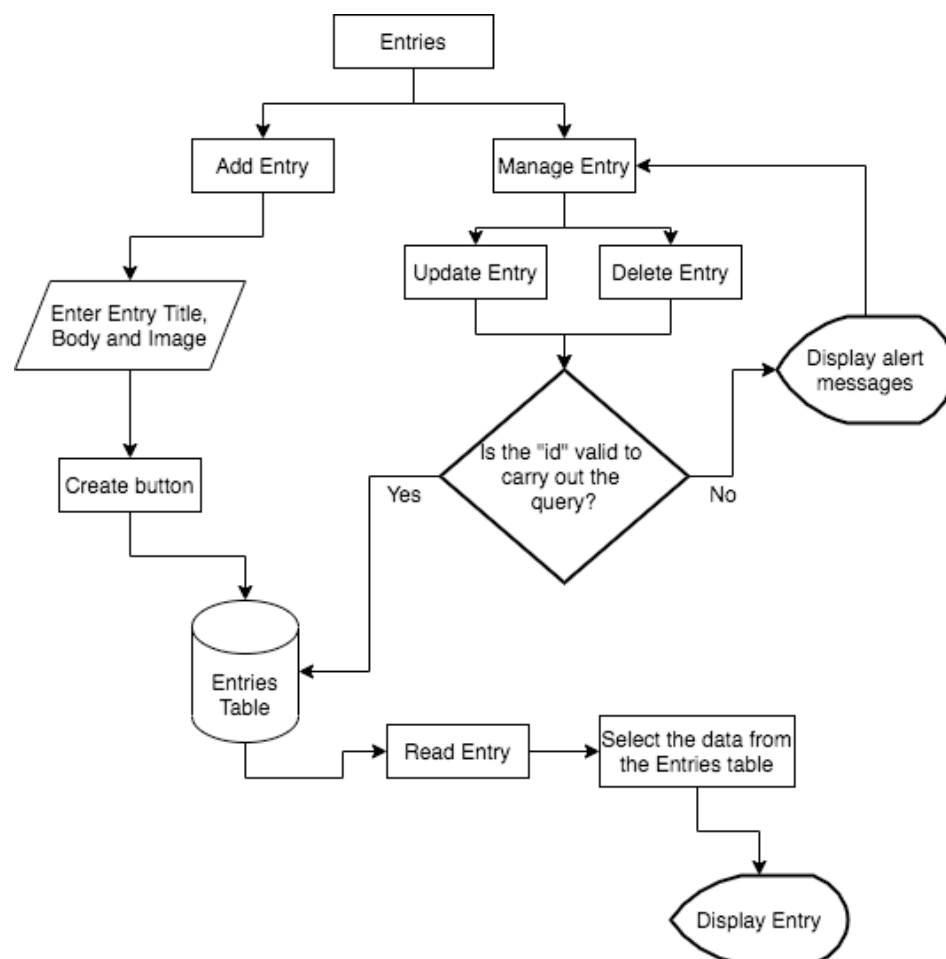 Entries
Add Entry
Manage Entry
Update Entry
Delete Entry
Enter Entry Title,
Body and Image
Display alert
messages
Is the "id" valid to
carry out the
query?
Create button
Yes
No
Entries
Table
Read Entry
Select the data from
the Entries table
Display Entry